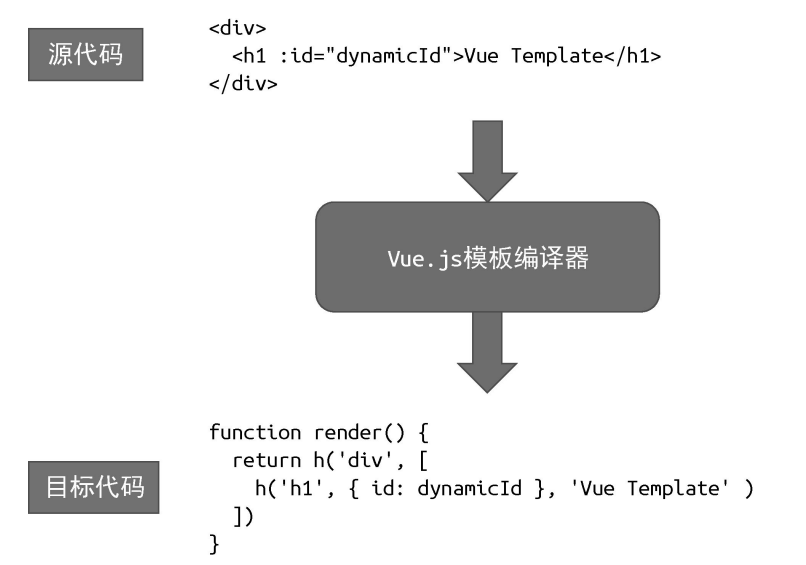 源代码
<div>
  <h1 :id="dynamicId">Vue Template</h1>
</div>
Vue.js模板编译器
目标代码
function render() {
  return h('div', [
    h('h1', { id: dynamicId }, 'Vue Template' )
  ])
}